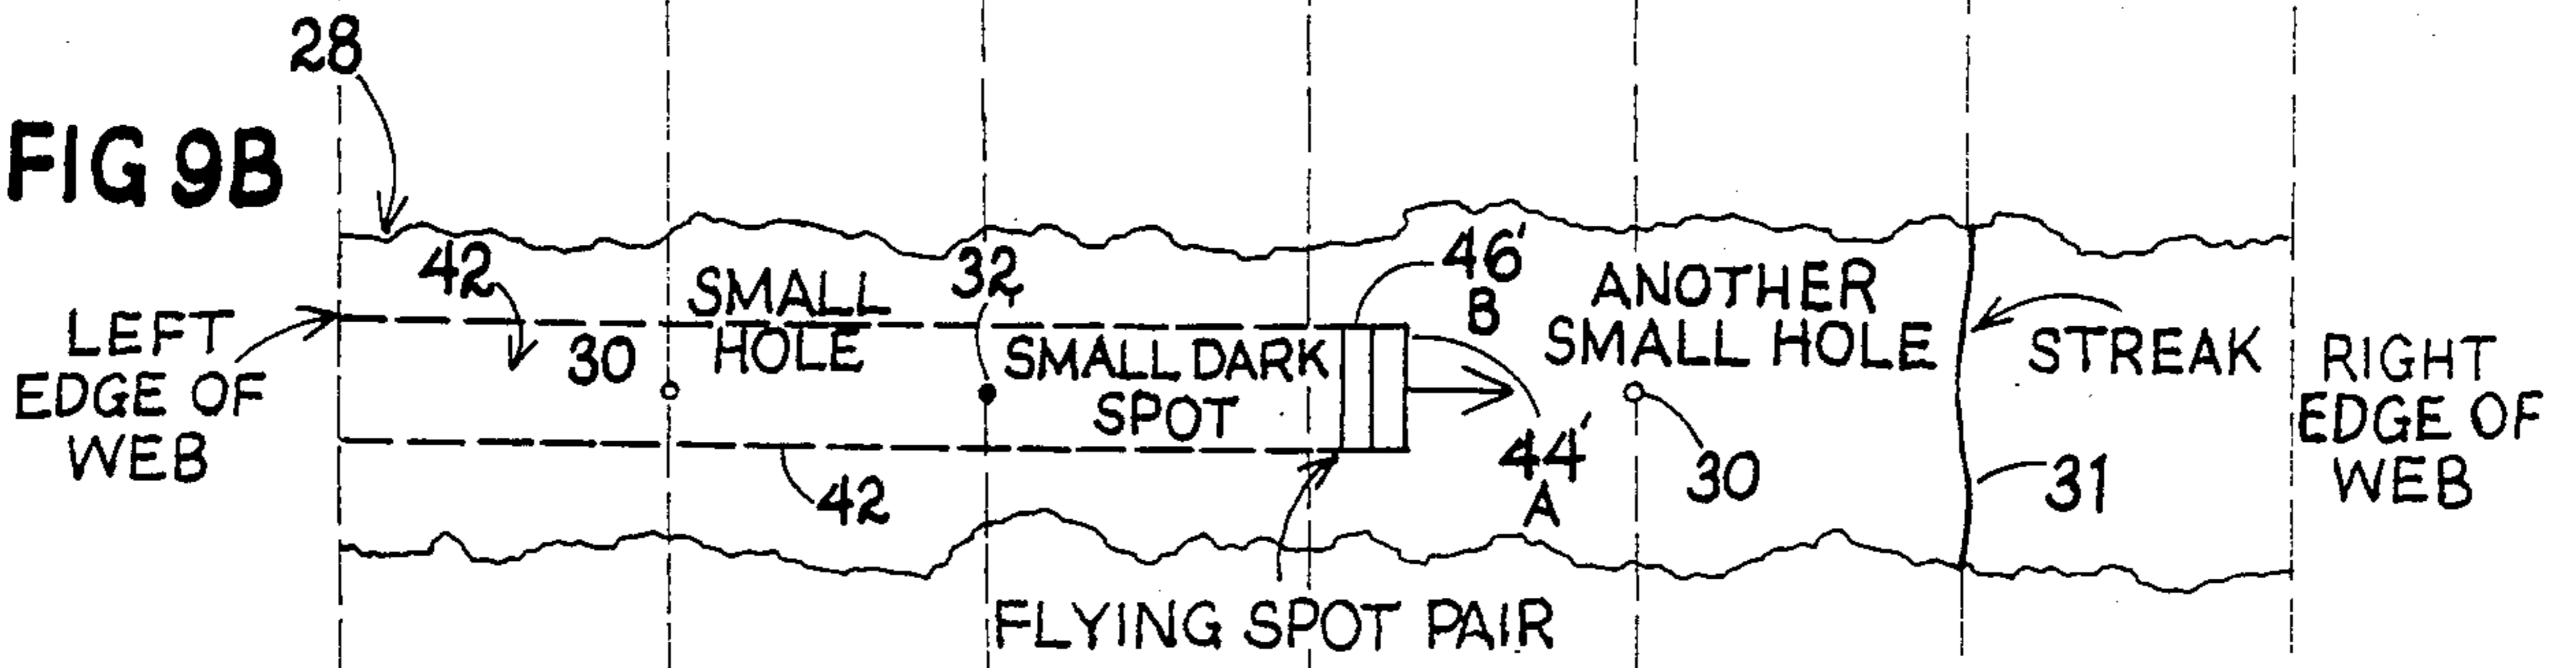 28
FIG 9B
LEFT
EDGE OF
WEB
42
30
SMALL
HOLE
32
SMALL DARK
SPOT
42
46'
B
44'
A
FLYING SPOT PAIR
ANOTHER
SMALL HOLE
30
STREAK
31
RIGHT
EDGE OF
WEB